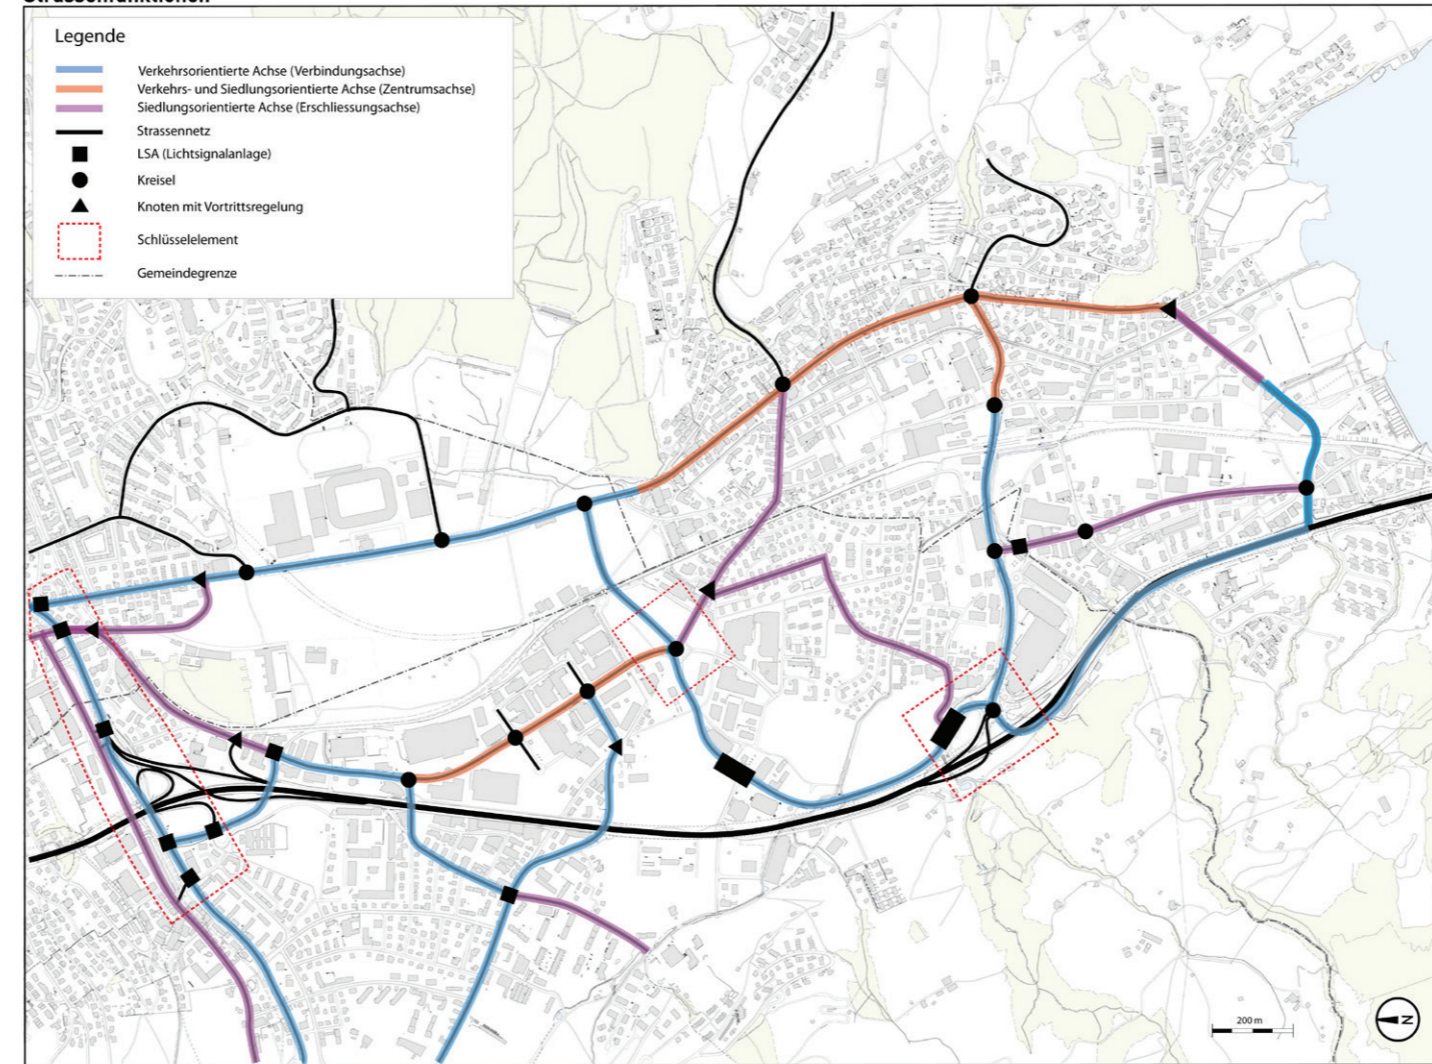 Strassenfunktionen
Legende
Verkehrsorientierte Achse (Verbindungsachse)
Verkehrs- und Siedlungsorientierte Achse (Zentrumsachse)
Siedlungsorientierte Achse (Erschliessungsachse)
Strassennetz
LSA (Lichtsignalanlage)
Kreisel
Knoten mit Vortrittsregelung
Schlüsselelement
Gemeindegrenze
200 m
N